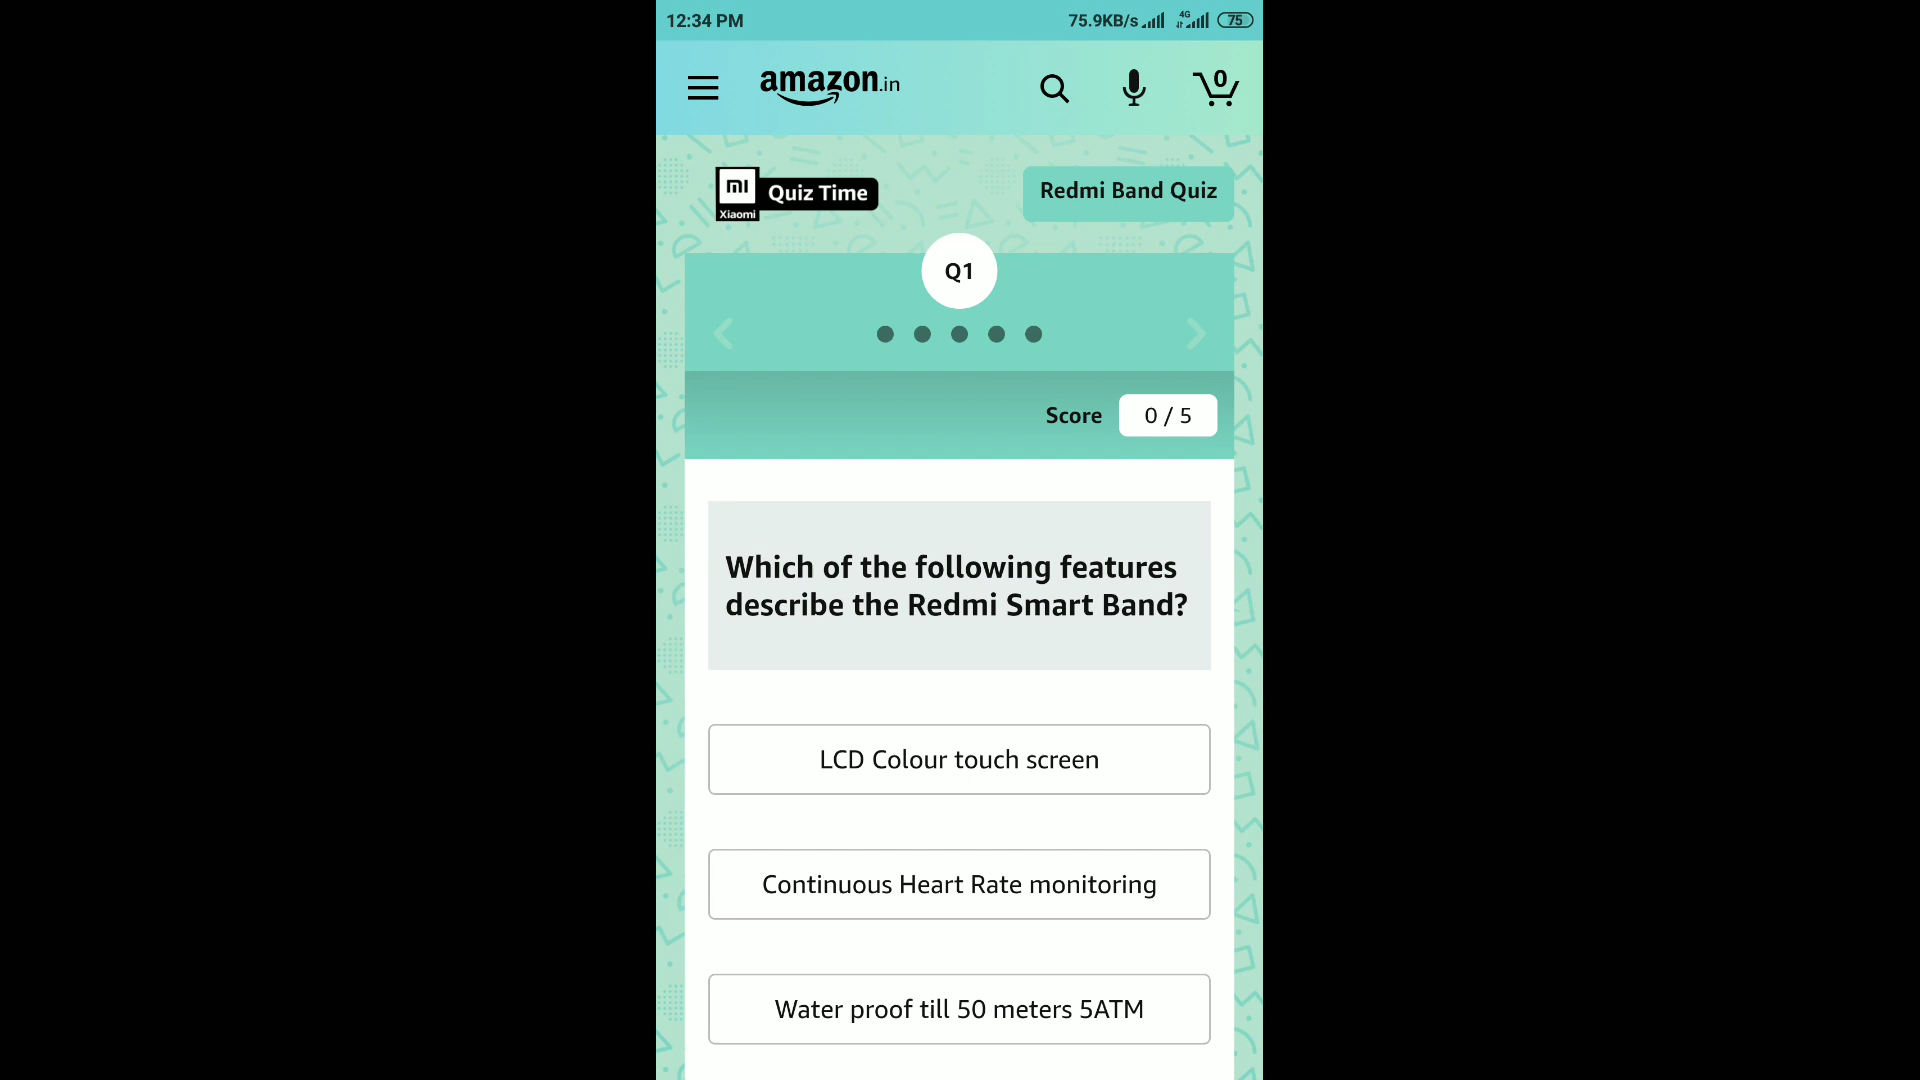 12:34 PM
75.9KB/s 4G 75
amazon.in
0
mi
Xiaomi
Quiz Time
Redmi Band Quiz
Q1
Score 0 / 5
Which of the following features
describe the Redmi Smart Band?
LCD Colour touch screen
Continuous Heart Rate monitoring
Water proof till 50 meters 5ATM